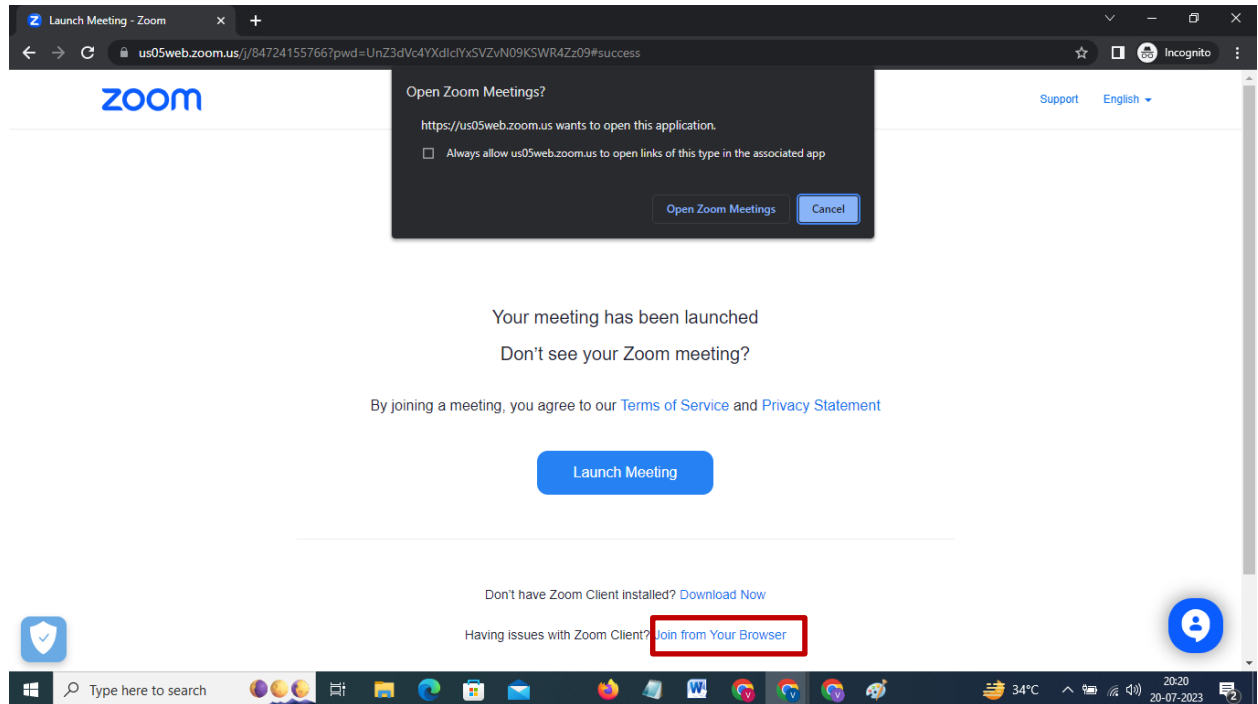 Launch Meeting - Zoom
us05web.zoom.us/j/84724155766?pwd=UnZ3dVc4YXdIclYxSVZvN09KSWR4Zz09#success
Incognito
zoom
Support English
Open Zoom Meetings?
https://us05web.zoom.us wants to open this application.
Always allow us05web.zoom.us to open links of this type in the associated app
Open Zoom Meetings Cancel
Your meeting has been launched
Don't see your Zoom meeting?
By joining a meeting, you agree to our Terms of Service and Privacy Statement
Launch Meeting
Don't have Zoom Client installed? Download Now
Having issues with Zoom Client? Join from Your Browser
Type here to search
34°C
20:20
20-07-2023
2